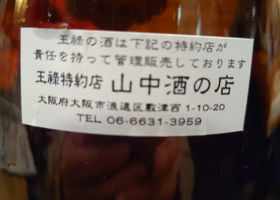 王祿の酒は下記の特約店が
責任を持って管理販売しております
王祿特約店 山中酒の店
大阪府大阪市浪速区敷津西1-10-20
TEL 06-6631-3959